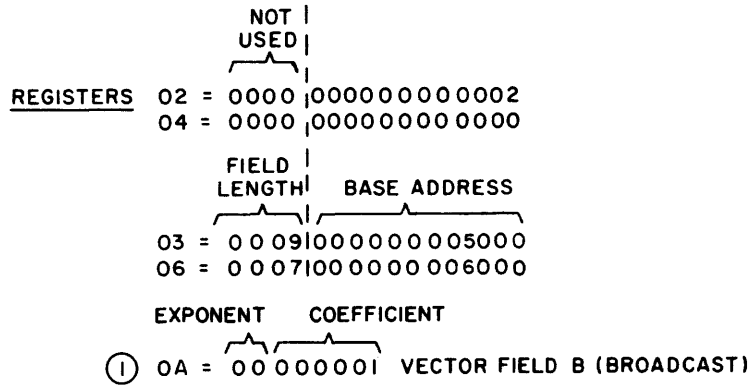 NOT
USED
REGISTERS 02 = 0000 000000000002
04 = 0000 000000000000
FIELD
LENGTH BASE ADDRESS
03 = 0009 000000005000
06 = 0007 000000006000
EXPONENT COEFFICIENT
1 0A = 00 000001 VECTOR FIELD B (BROADCAST)